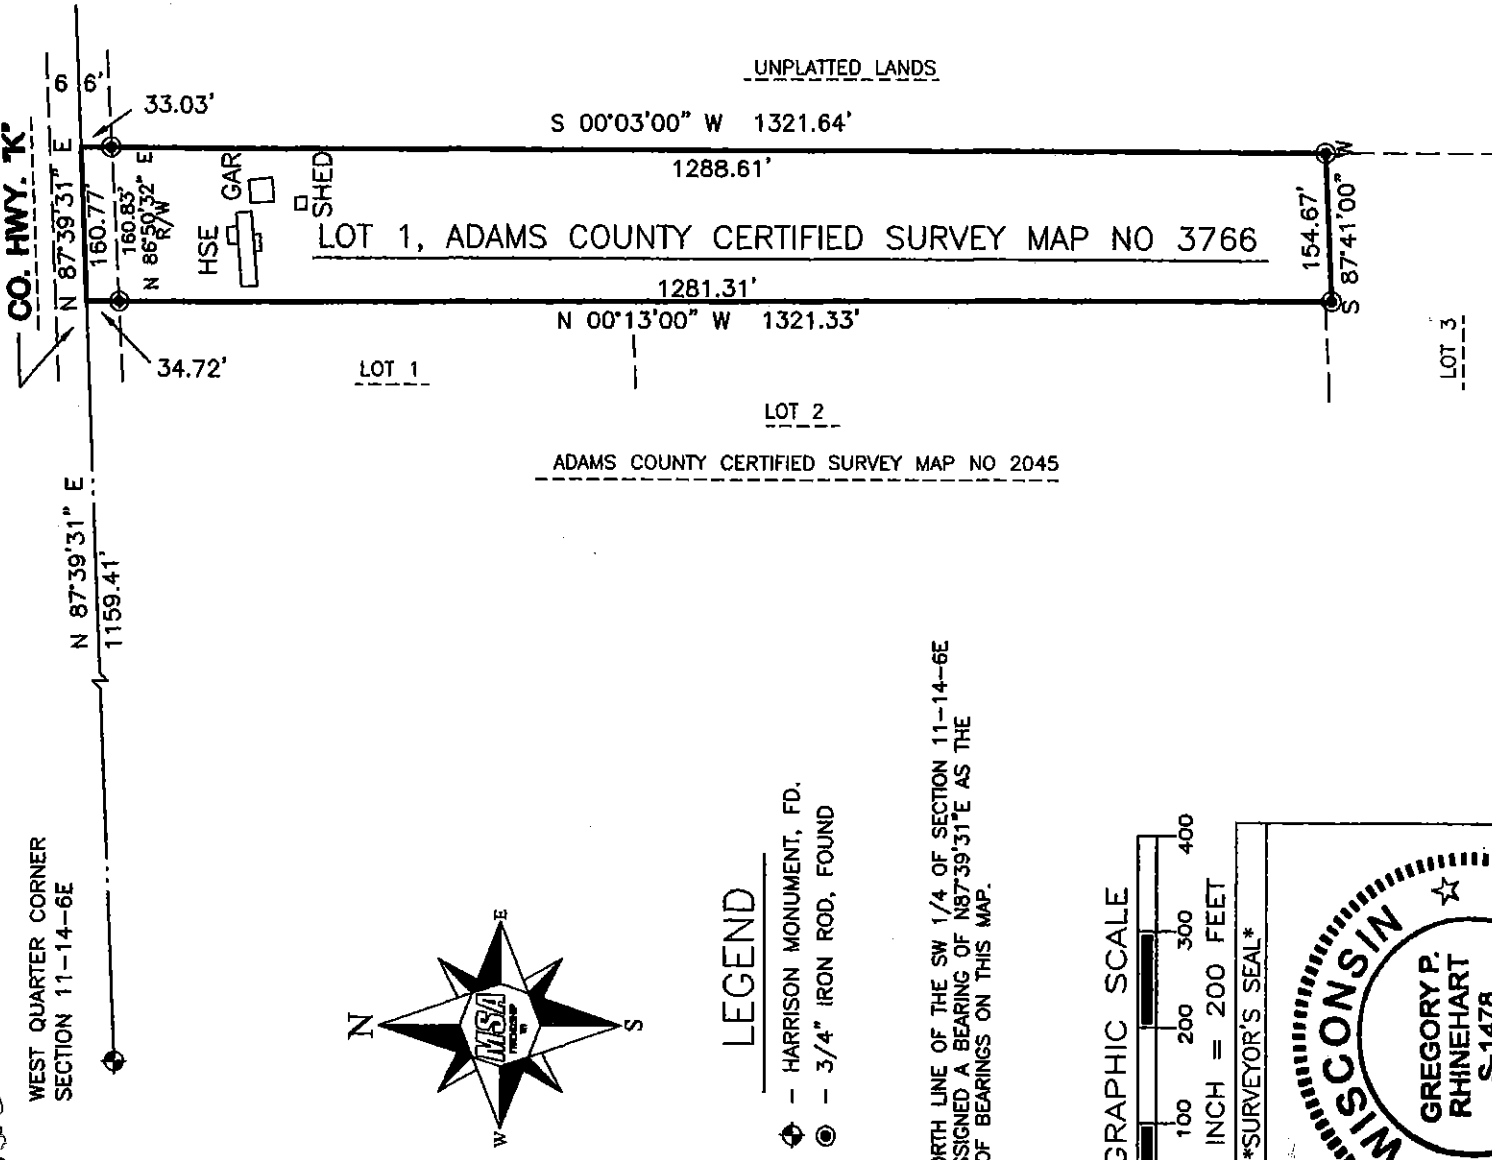 UNPLATTED LANDS
6 6'
33.03'
S 00°03'00" W 1321.64'
1288.61'
CO. HWY. "K"
N 87°39'31" E
160.77'
160.83'
N 86°50'32" E
R/W
HSE
GAR
SHED
LOT 1, ADAMS COUNTY CERTIFIED SURVEY MAP NO 3766
154.67'
S 87°41'00" W
1281.31'
N 00°13'00" W 1321.33'
34.72'
LOT 1
LOT 2
LOT 3
ADAMS COUNTY CERTIFIED SURVEY MAP NO 2045
N 87°39'31" E
1159.41'
WEST QUARTER CORNER
SECTION 11-14-6E
N
E
S
W
MSA
LEGEND
- HARRISON MONUMENT, FD.
- 3/4" IRON ROD, FOUND
ORTH LINE OF THE SW 1/4 OF SECTION 11-14-6E
SSIGNED A BEARING OF N87°39'31"E AS THE
OF BEARINGS ON THIS MAP.
GRAPHIC SCALE
100 200 300 400
INCH = 200 FEET
*SURVEYOR'S SEAL*
WISCONSIN
GREGORY P.
RHINEHART
S-1478